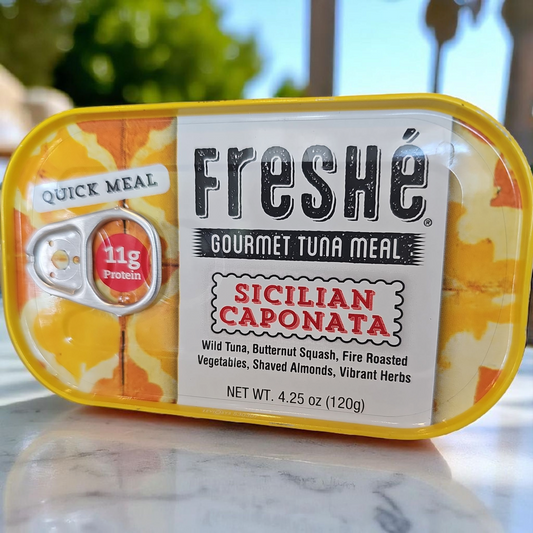 QUICK MEAL
11g
Protein
FRESHÉ®
GOURMET TUNA MEAL
SICILIAN
CAPONATA
Wild Tuna, Butternut Squash, Fire Roasted
Vegetables, Shaved Almonds, Vibrant Herbs
NET WT. 4.25 oz (120g)